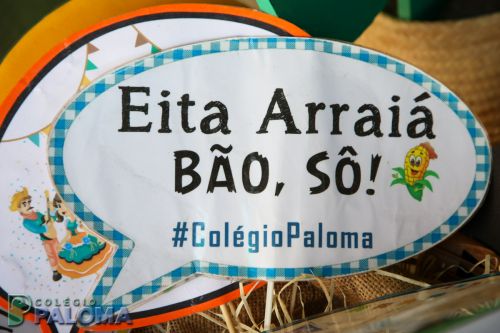 Eita Arraiá
BÃO, SÔ!
#ColégioPaloma
COLÉGIO
PALOMA